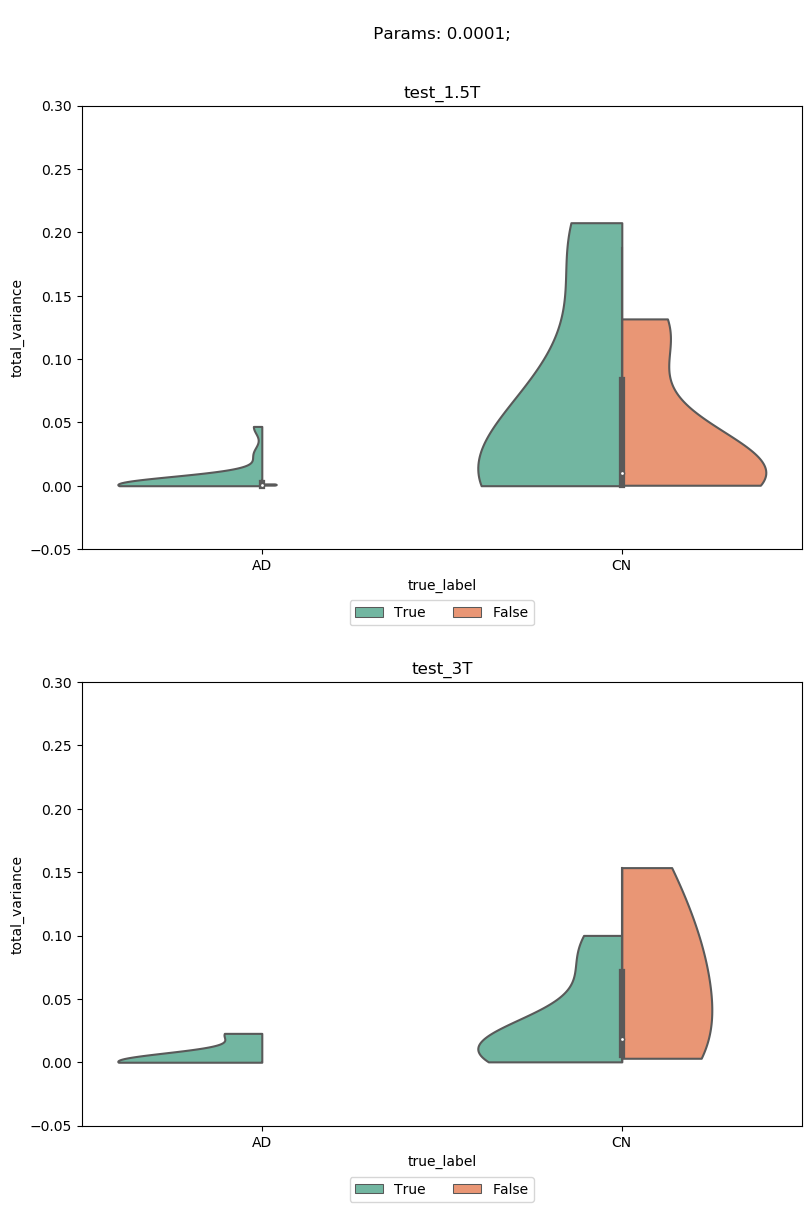 Params: 0.0001;
test_1.5T
0.30
0.25
0.20
0.15
0.10
0.05
0.00
−0.05
total_variance
AD
CN
true_label
True
False
test_3T
0.30
0.25
0.20
0.15
0.10
0.05
0.00
−0.05
total_variance
AD
CN
true_label
True
False